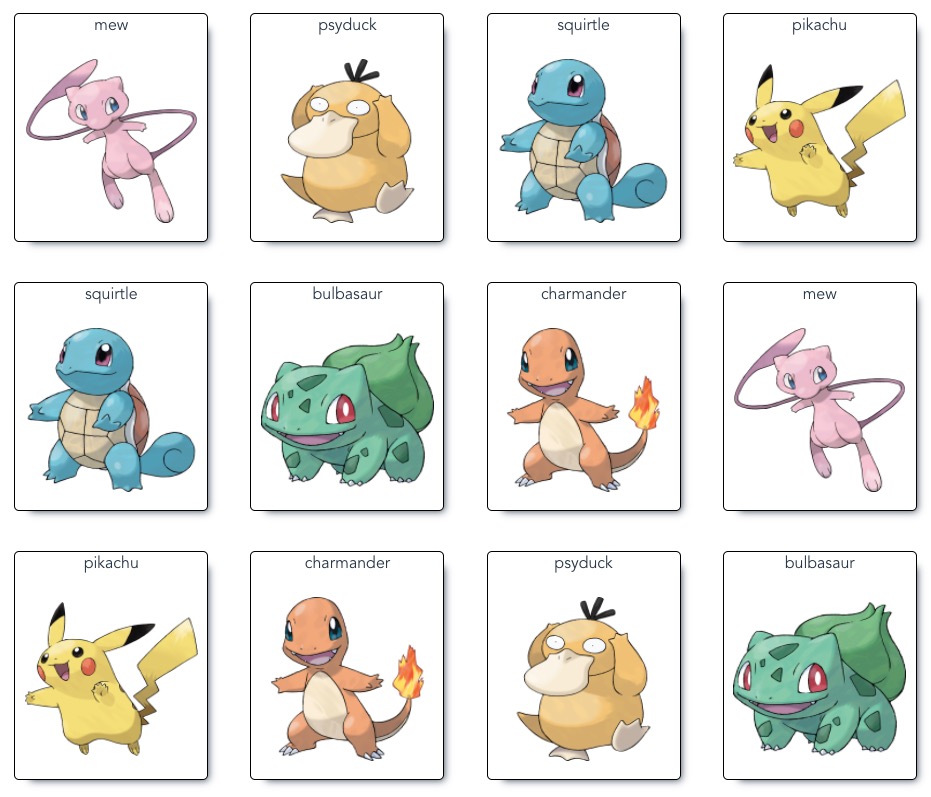 mew
psyduck
squirtle
pikachu
squirtle
bulbasaur
charmander
mew
pikachu
charmander
psyduck
bulbasaur